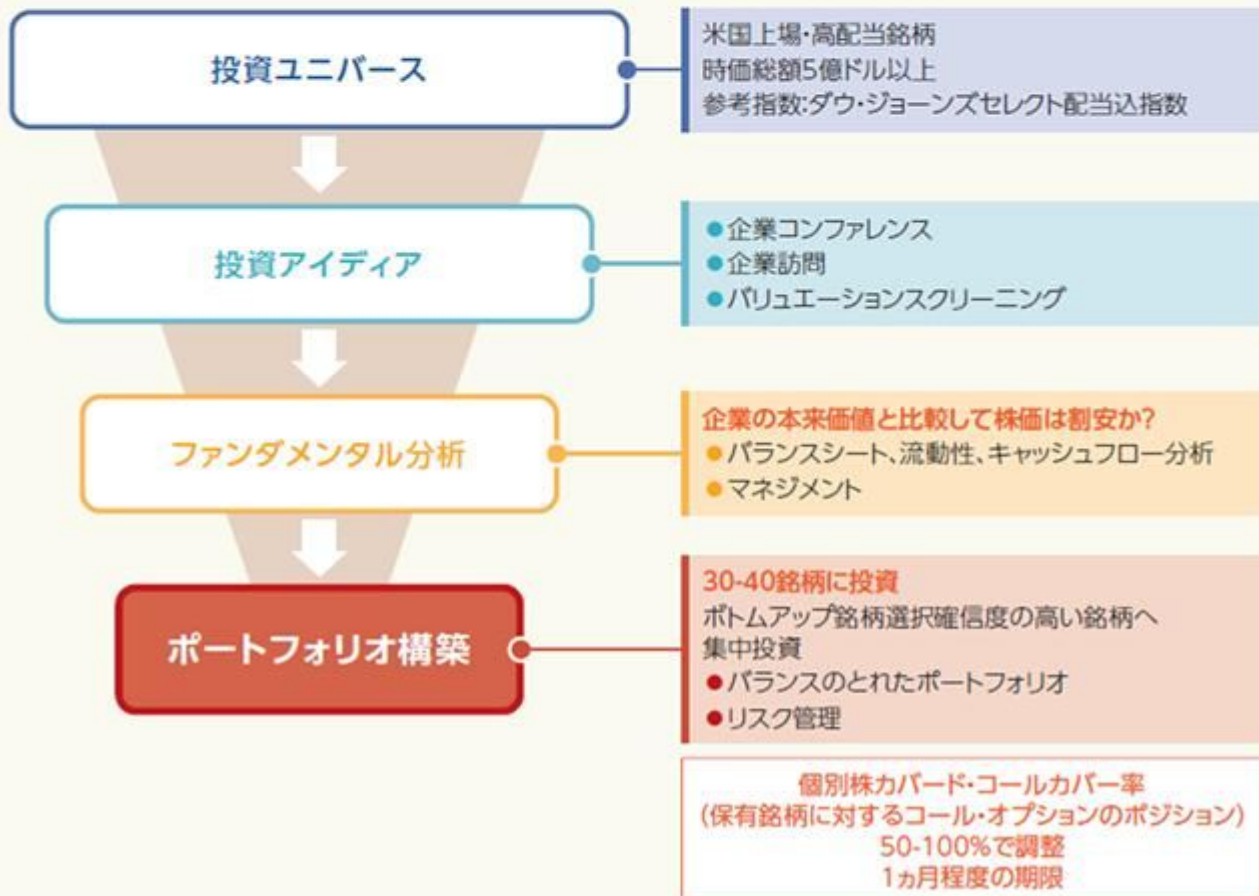 投資ユニバース
米国上場・高配当銘柄
時価総額5億ドル以上
参考指数:ダウ・ジョーンズセレクト配当込指数
投資アイディア
●企業コンファレンス
●企業訪問
●バリュエーションスクリーニング
ファンダメンタル分析
企業の本来価値と比較して株価は割安か?
●バランスシート、流動性、キャッシュフロー分析
●マネジメント
ポートフォリオ構築
30-40銘柄に投資
ボトムアップ銘柄選択確信度の高い銘柄へ
集中投資
●バランスのとれたポートフォリオ
●リスク管理
個別株カバード・コールカバー率
(保有銘柄に対するコール・オプションのポジション)
50-100%で調整
1ヵ月程度の期限